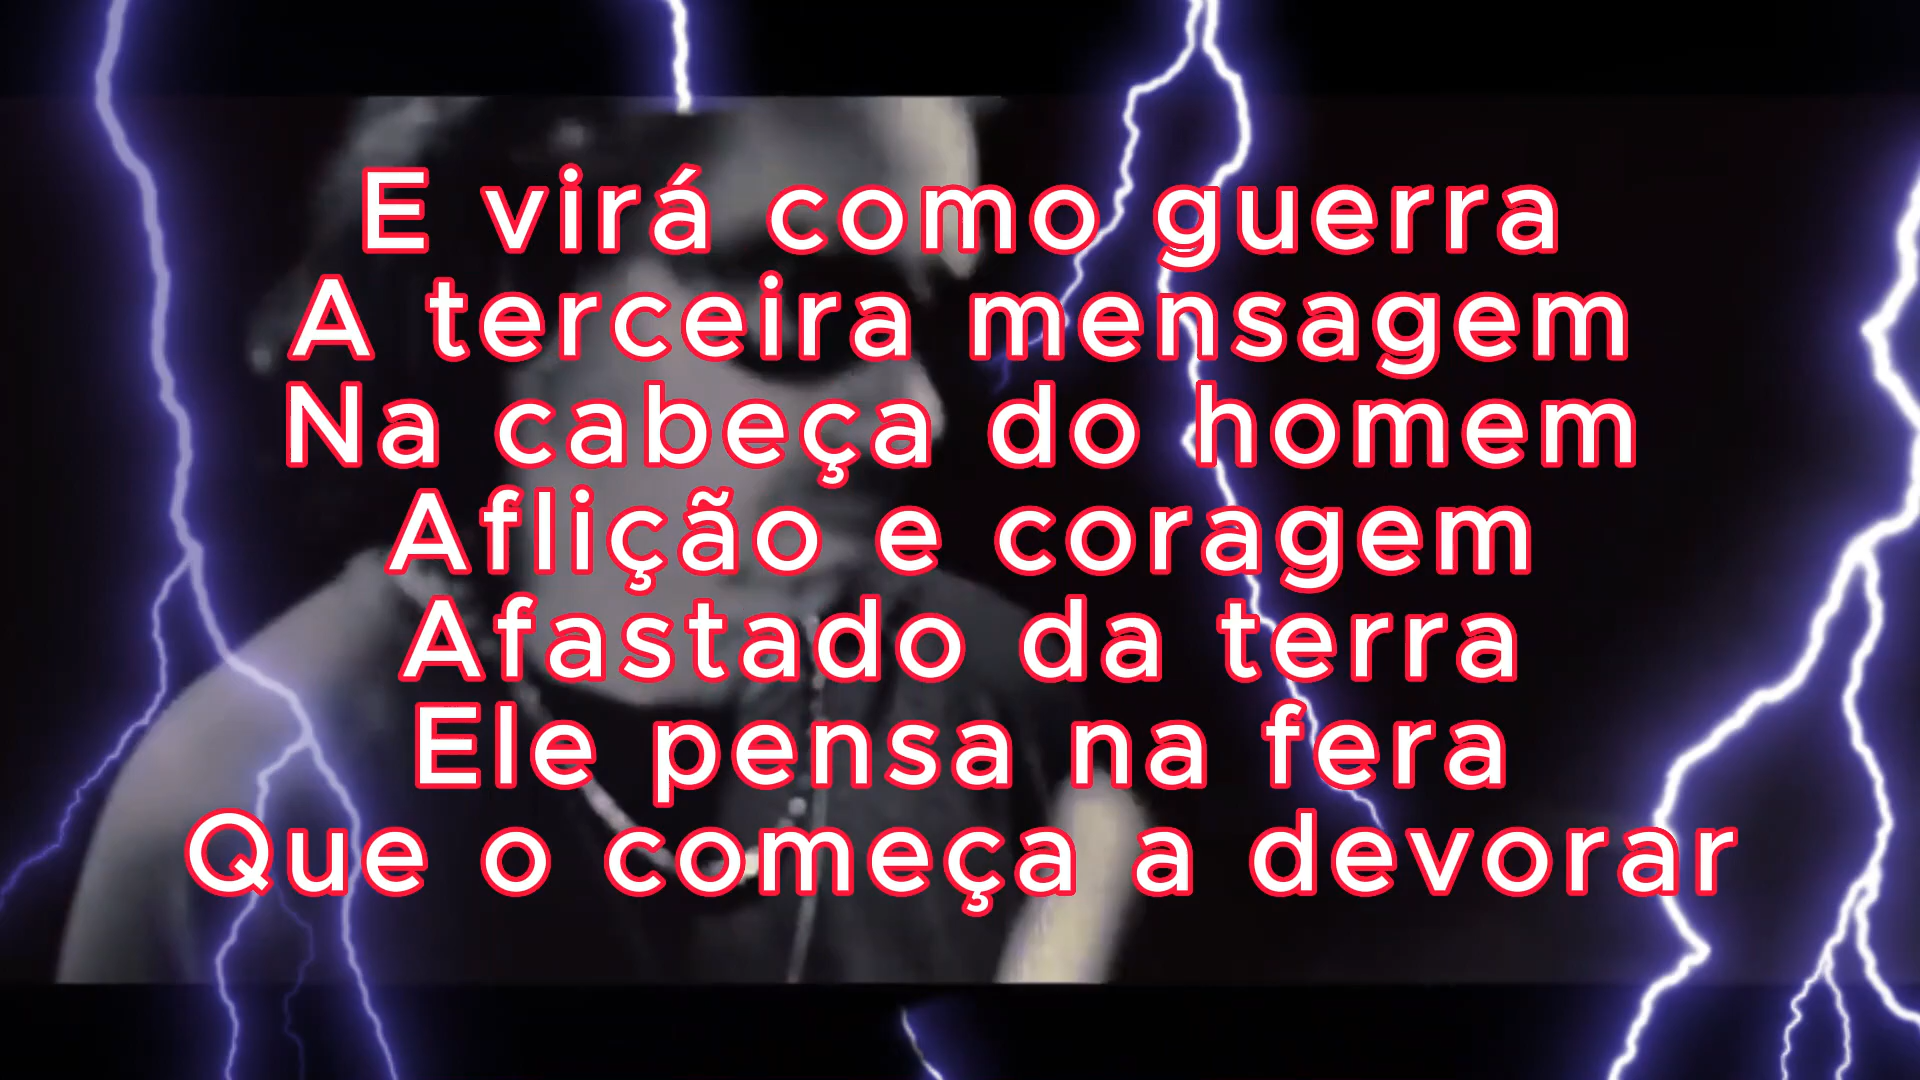 E virá como guerra
A terceira mensagem
Na cabeça do homem
Aflição e coragem
Afastado da terra
Ele pensa na fera
Que o começa a devorar